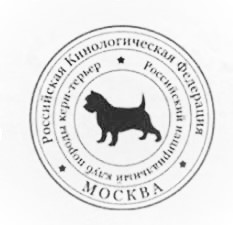 Российская Кинологическая Федерация
Российский национальный клуб породы керн-терьер
МОСКВА